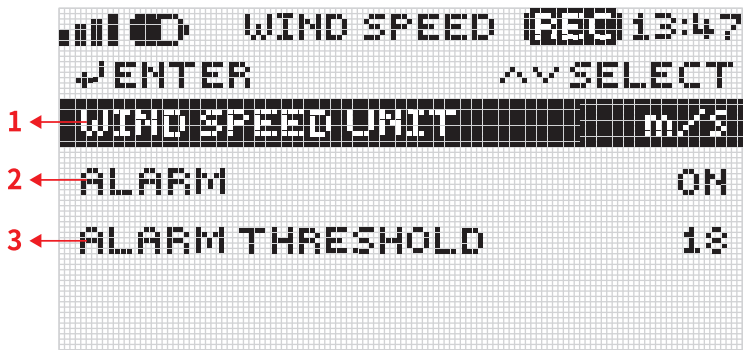 WIND SPEED REC 13:47
ENTER SELECT
1 WIND SPEED UNIT m/s
2 ALARM ON
3 ALARM THRESHOLD 18